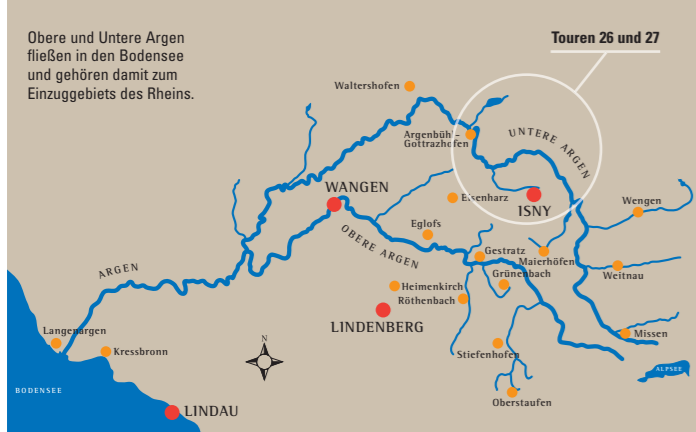 Obere und Untere Argen
fließen in den Bodensee
und gehören damit zum
Einzuggebiets des Rheins.
Touren 26 und 27
Waltershofen
Argenbühl-
Gottrazhofen
UNTERE ARGEN
WANGEN
Eisenharz
ISNY
Wengen
Eglofs
OBERE ARGEN
Gestratz
Maierhöfen
Grünenbach
Weitnau
ARGEN
Heimenkirch
Röthenbach
LINDENBERG
Langenargen
Kressbronn
N
Stiefenhofen
Missen
ALPSEE
BODENSEE
Oberstaufen
LINDAU